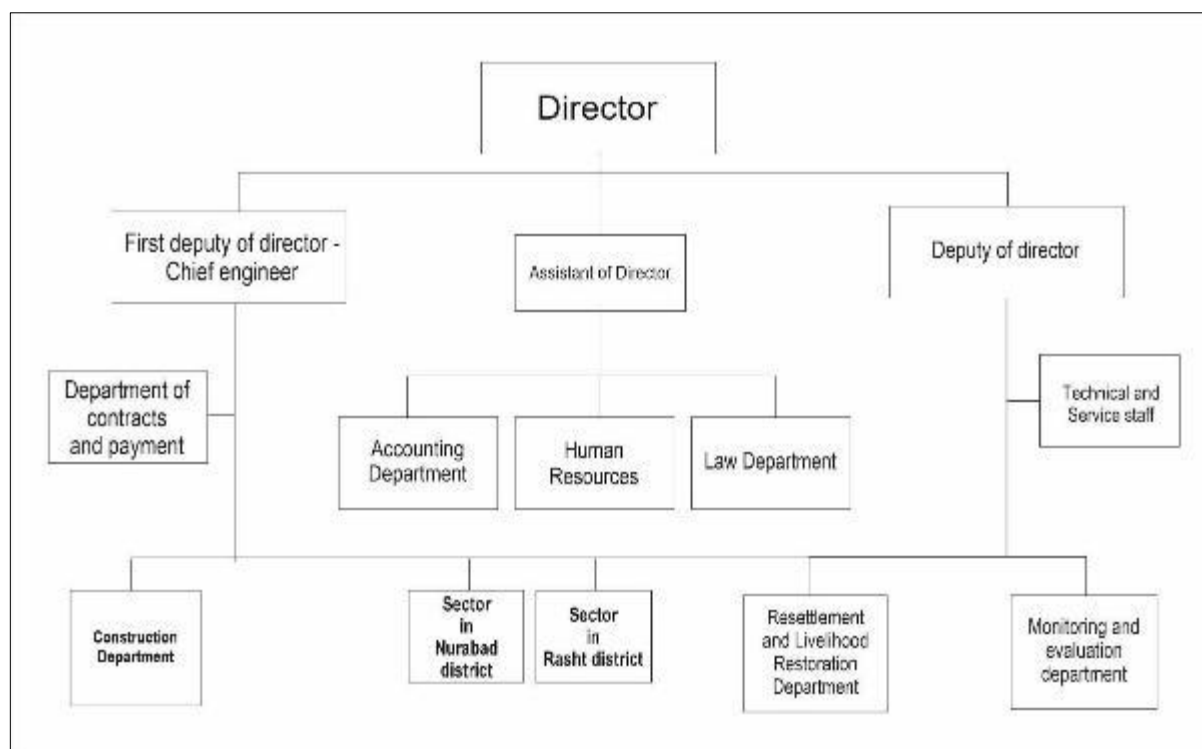 Director
First deputy of director -
Chief engineer
Assistant of Director
Deputy of director
Department of
contracts
and payment
Technical and
Service staff
Accounting
Department
Human
Resources
Law Department
Construction
Department
Sector
in
Nurabad
district
Sector
in
Rasht district
Resettlement
and Livelihood
Restoration
Department
Monitoring and
evaluation
department